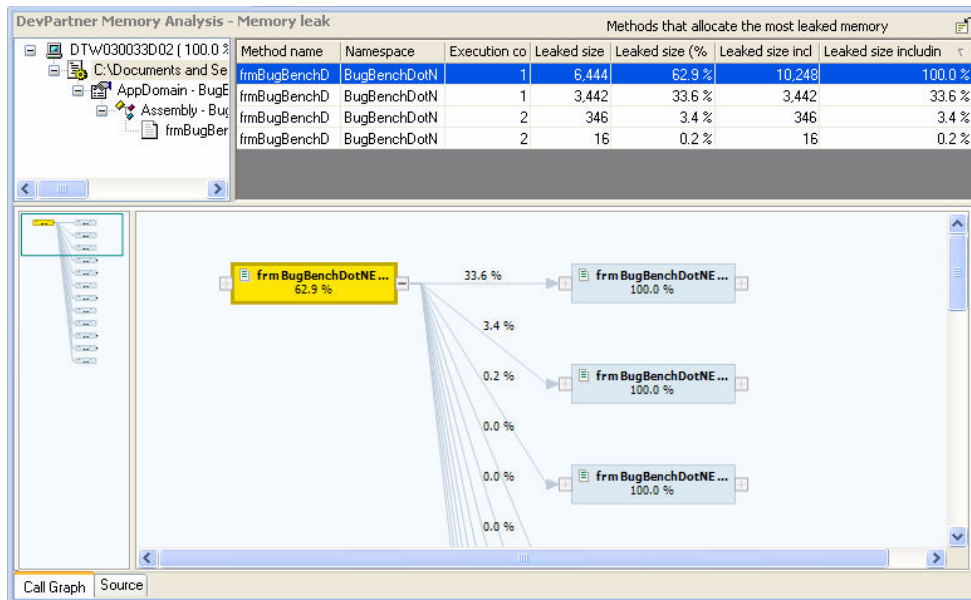 DevPartner Memory Analysis - Memory leak
Methods that allocate the most leaked memory
DTW030033D02 ( 100.0 %
C:\Documents and Se
AppDomain - BugB
Assembly - Bug
frmBugBer
Method name Namespace Execution co Leaked size Leaked size (% Leaked size incl Leaked size includin
frmBugBenchD BugBenchDotN 1 6,444 62.9 % 10,248 100.0 %
frmBugBenchD BugBenchDotN 1 3,442 33.6 % 3,442 33.6 %
frmBugBenchD BugBenchDotN 2 346 3.4 % 346 3.4 %
frmBugBenchD BugBenchDotN 2 16 0.2 % 16 0.2 %
frmBugBenchDotNE...
62.9 %
33.6 %
frmBugBenchDotNE...
100.0 %
3.4 %
0.2 %
frmBugBenchDotNE...
100.0 %
0.0 %
0.0 %
frmBugBenchDotNE...
100.0 %
0.0 %
Call Graph Source